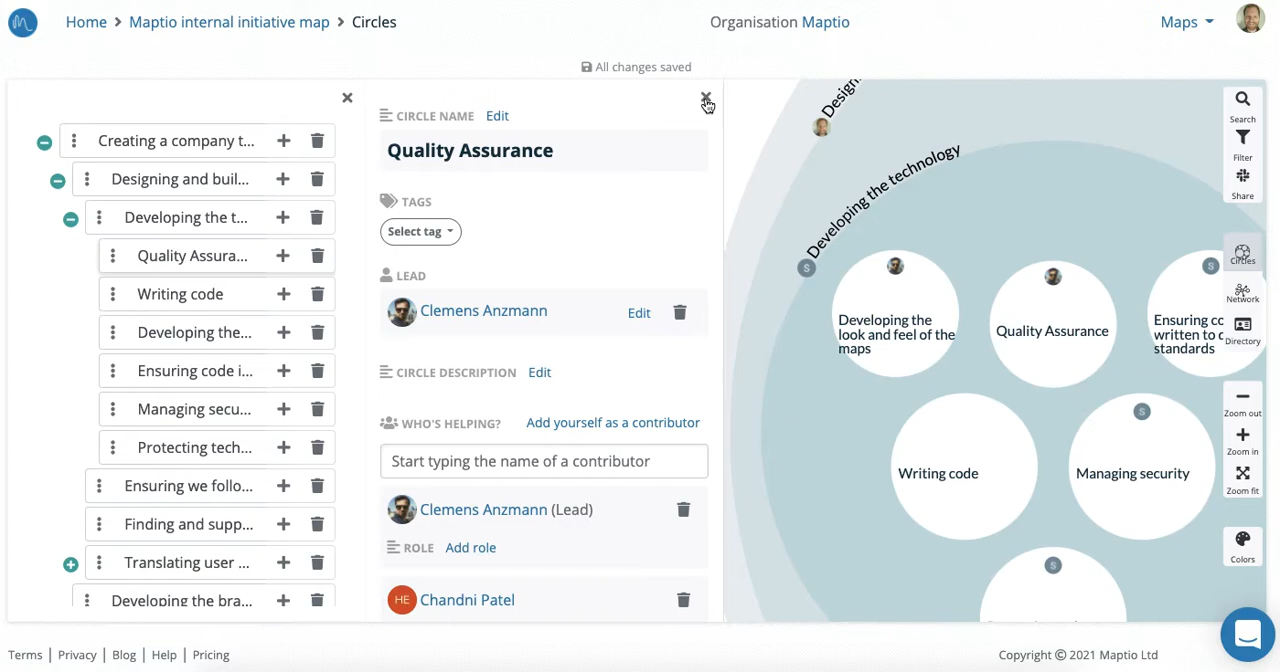 Home > Maptio internal initiative map > Circles
Organisation Maptio
Maps
All changes saved
Creating a company t...
Designing and buil...
Developing the t...
Quality Assura...
Writing code
Developing the...
Ensuring code i...
Managing secu...
Protecting tech...
Ensuring we follo...
Finding and supp...
Translating user ...
Developing the bra...
CIRCLE NAME Edit
Quality Assurance
TAGS
Select tag
LEAD
Clemens Anzmann Edit
CIRCLE DESCRIPTION Edit
WHO'S HELPING? Add yourself as a contributor
Start typing the name of a contributor
Clemens Anzmann (Lead)
ROLE Add role
HE Chandni Patel
Developing the technology
S
Developing the
look and feel of the
maps
Quality Assurance
S
written to
standards
Writing code
S
Managing security
S
Search
Filter
Share
Circles
Network
Directory
Zoom out
Zoom in
Zoom fit
Colors
Terms | Privacy | Blog | Help | Pricing
Copyright © 2021 Maptio Ltd